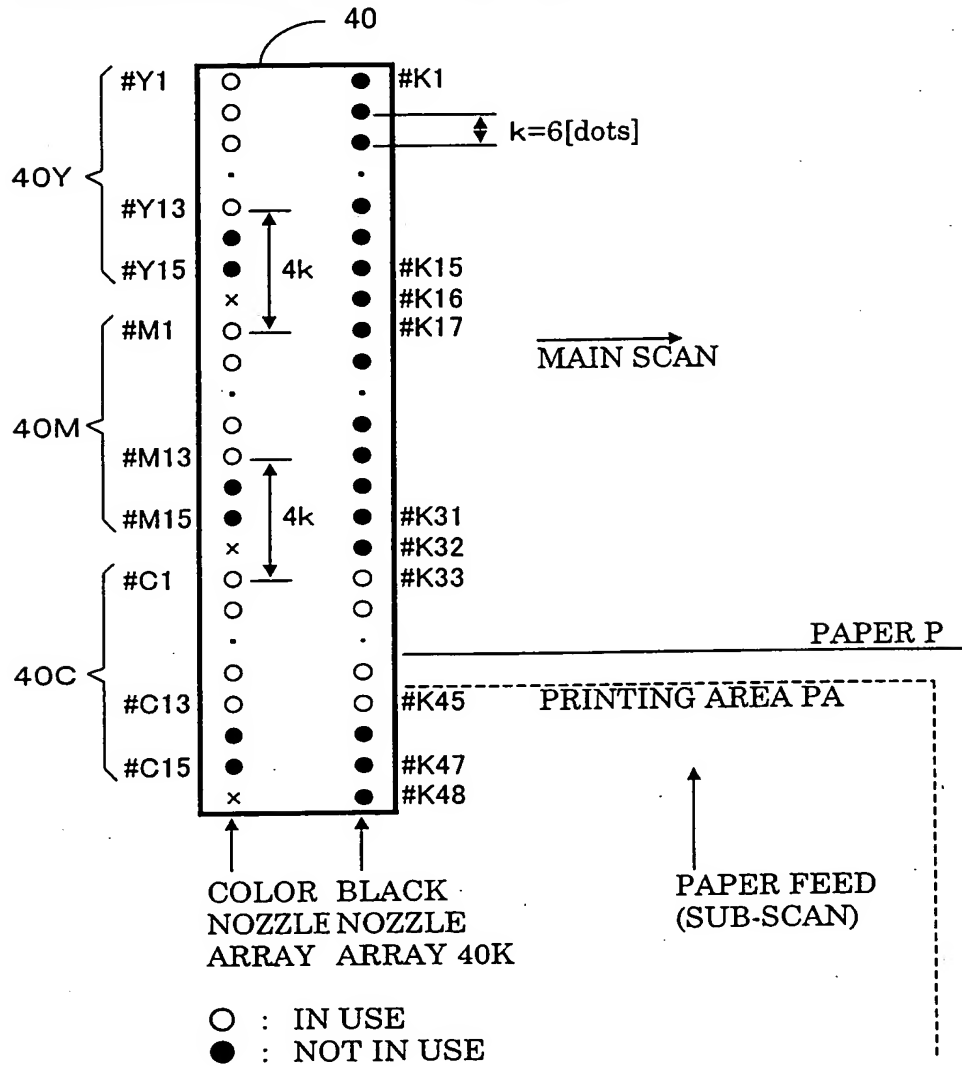 40
#Y1 #K1
k=6[dots]
40Y
#Y13
4k
#Y15 #K15
× #K16
#M1 #K17
MAIN SCAN
40M
#M13
4k
#M15 #K31
× #K32
#C1 #K33
PAPER P
40C
#C13 #K45 PRINTING AREA PA
#C15 #K47
× #K48
COLOR BLACK
NOZZLE NOZZLE
ARRAY ARRAY 40K
PAPER FEED
(SUB-SCAN)
○ : IN USE
● : NOT IN USE